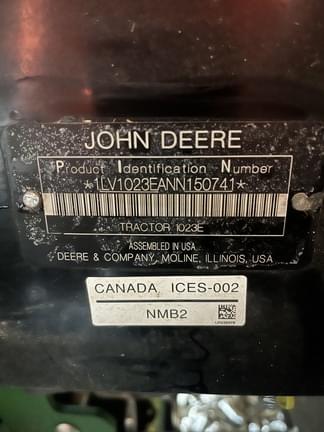 JOHN DEERE
Product Identification Number
*1LV1023EANN150741*
TRACTOR 1023E
ASSEMBLED IN USA
DEERE & COMPANY, MOLINE, ILLINOIS, USA
CANADA ICES-002
NMB2